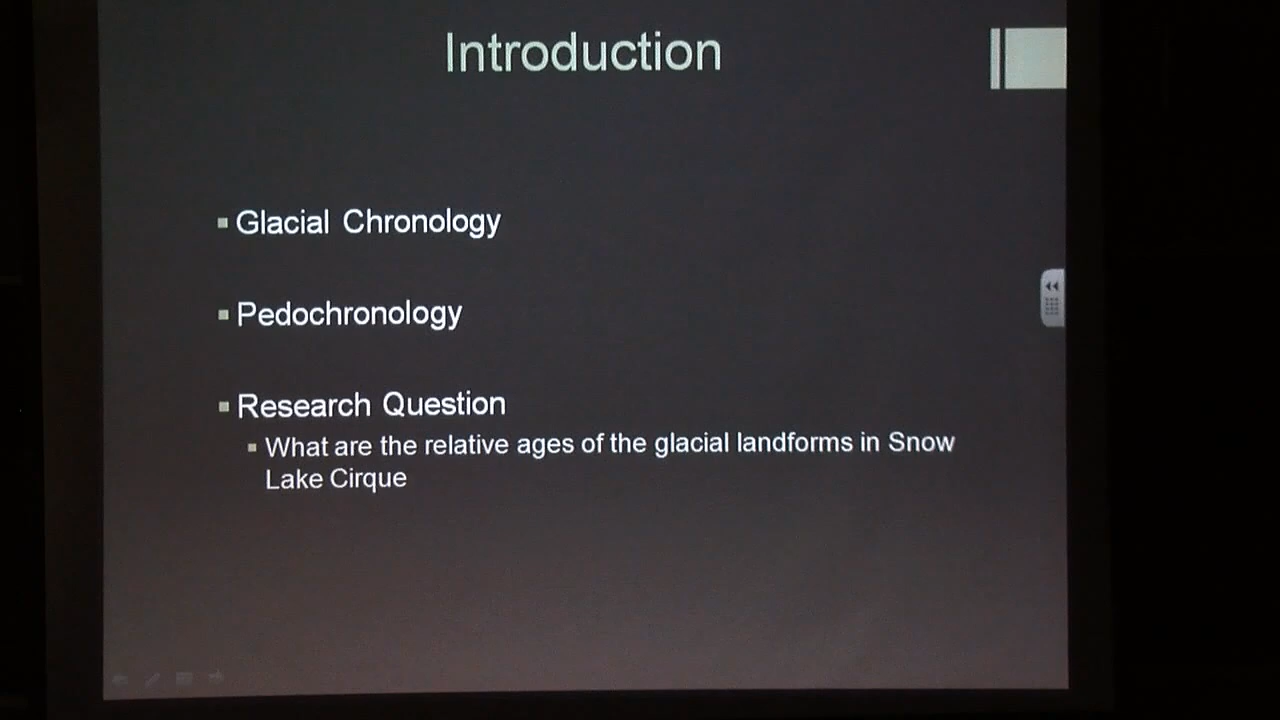 Introduction
Glacial Chronology
Pedochronology
Research Question
What are the relative ages of the glacial landforms in Snow
Lake Cirque